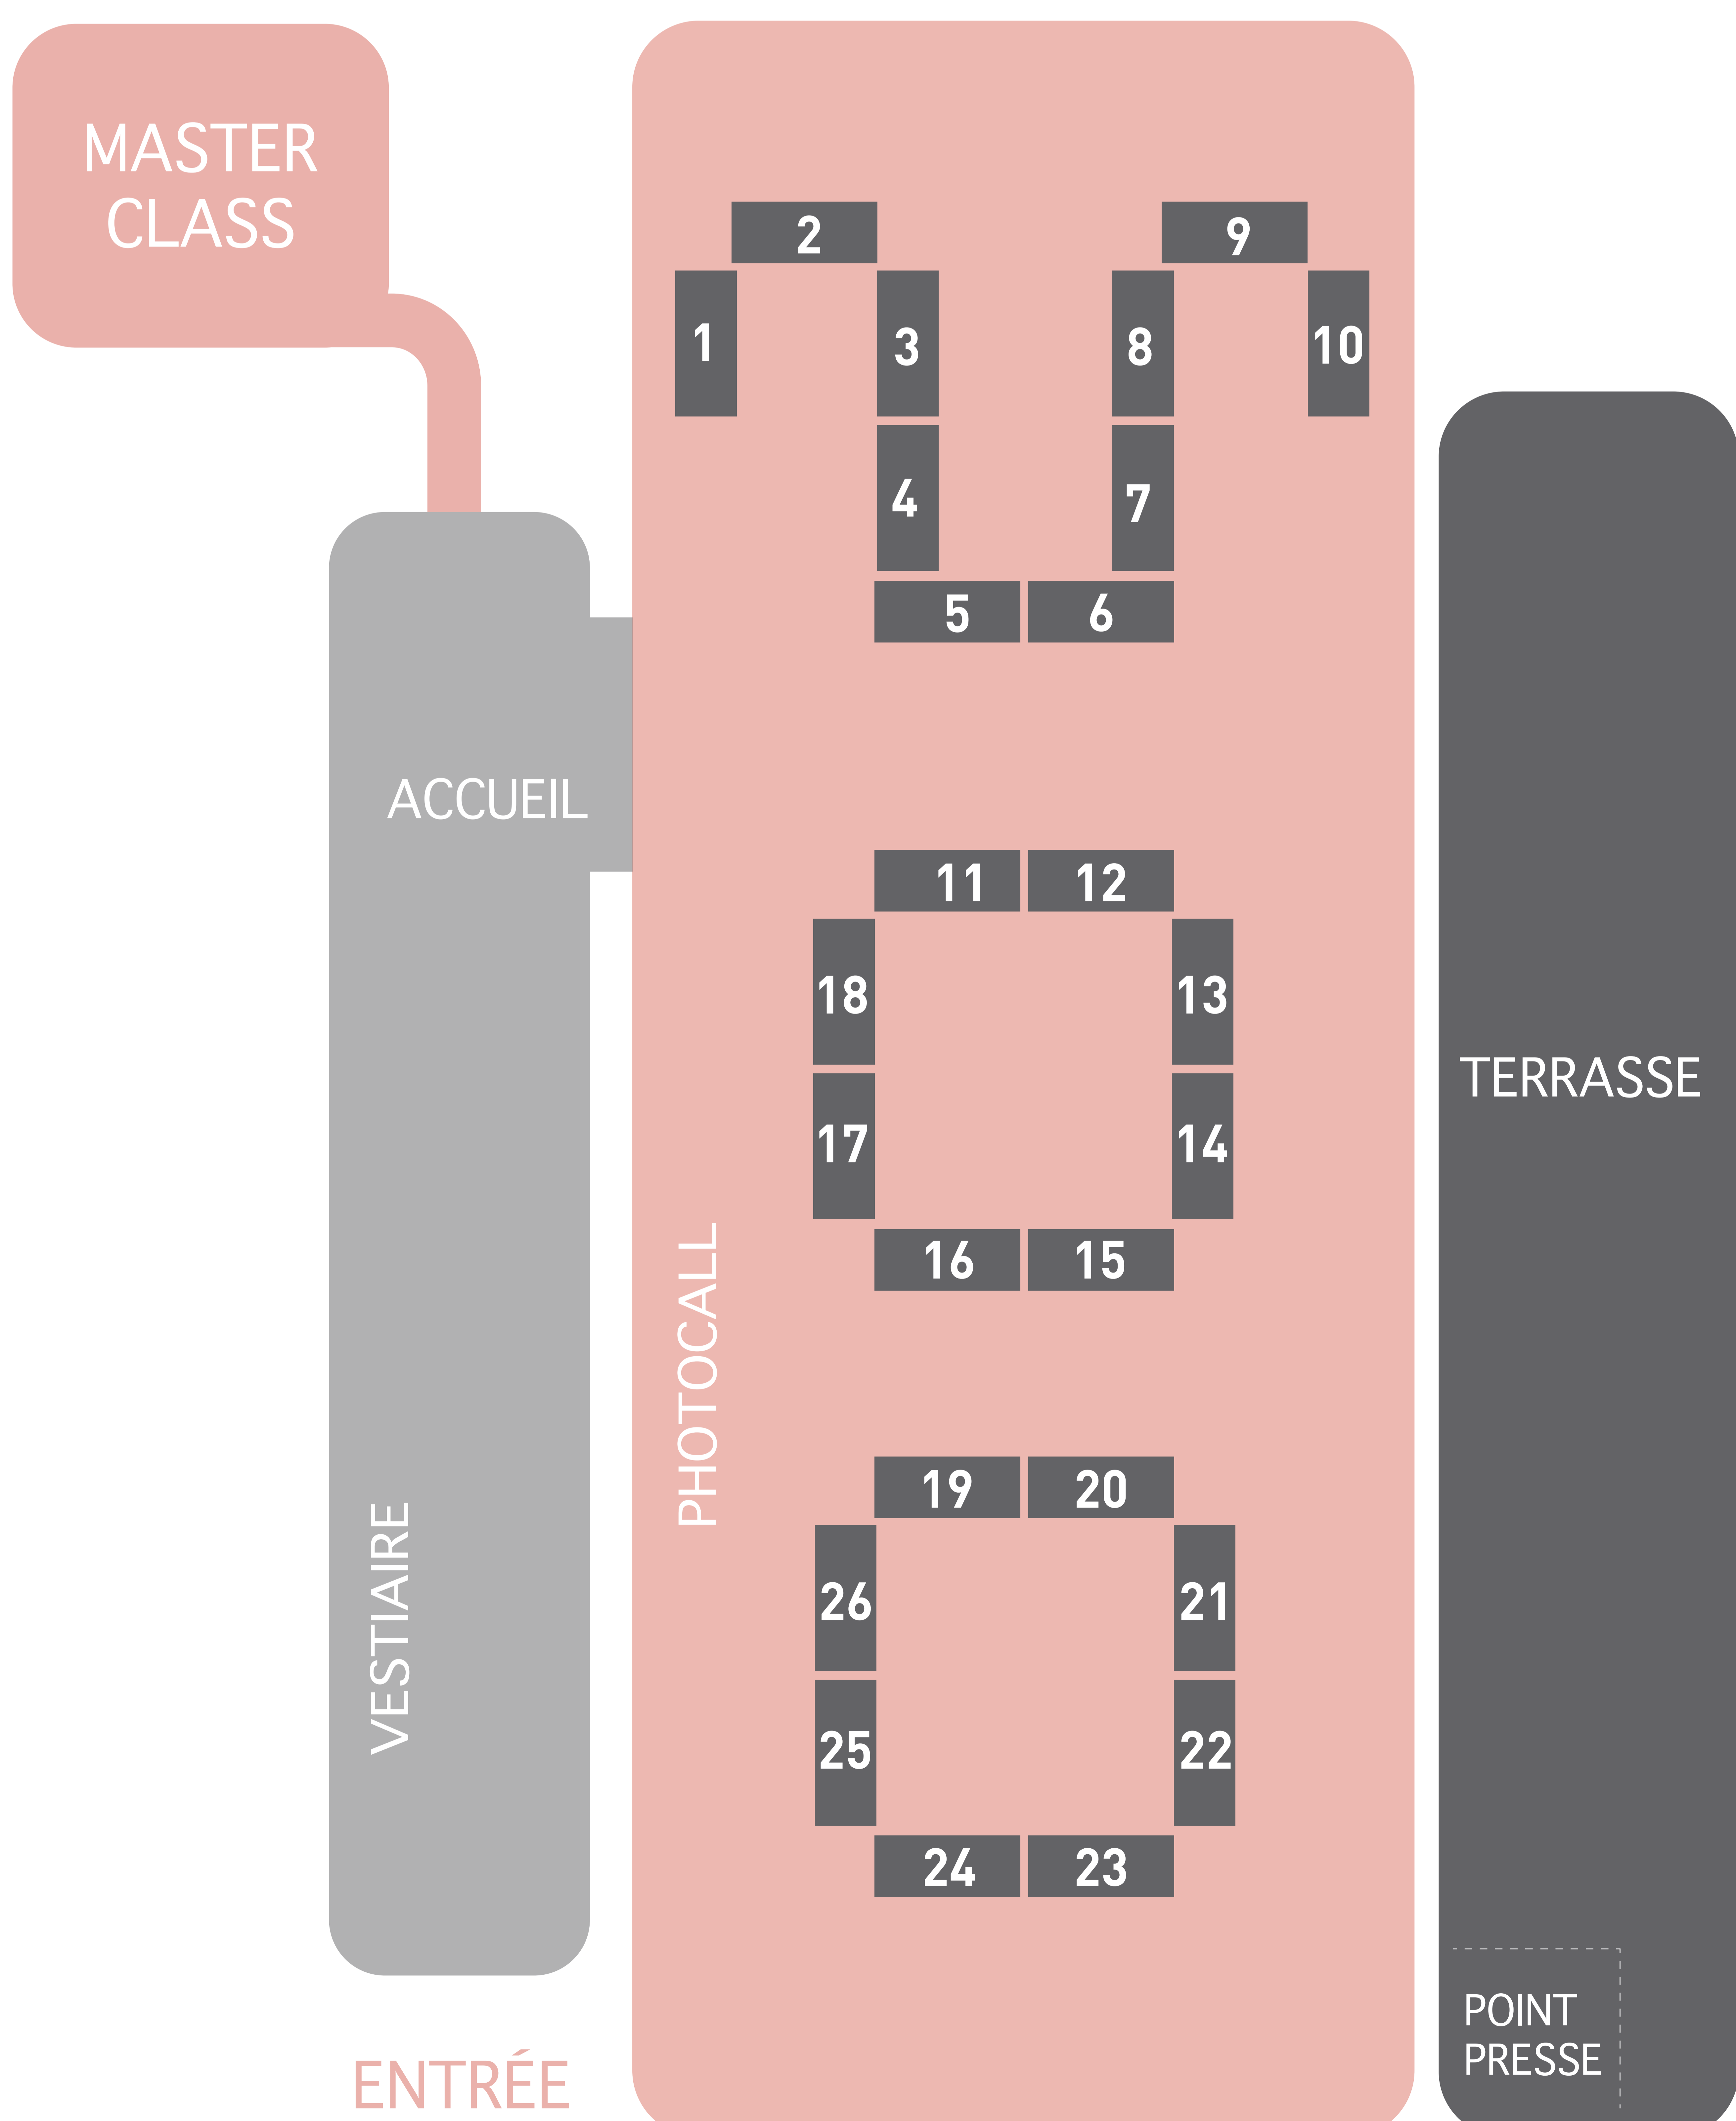 MASTER
CLASS
2
9
1
3
8
10
4
7
5
6
ACCUEIL
11
12
18
13
TERRASSE
17
14
16
15
PHOTOCALL
19
20
VESTIAIRE
26
21
25
22
24
23
POINT
PRESSE
ENTRÉE